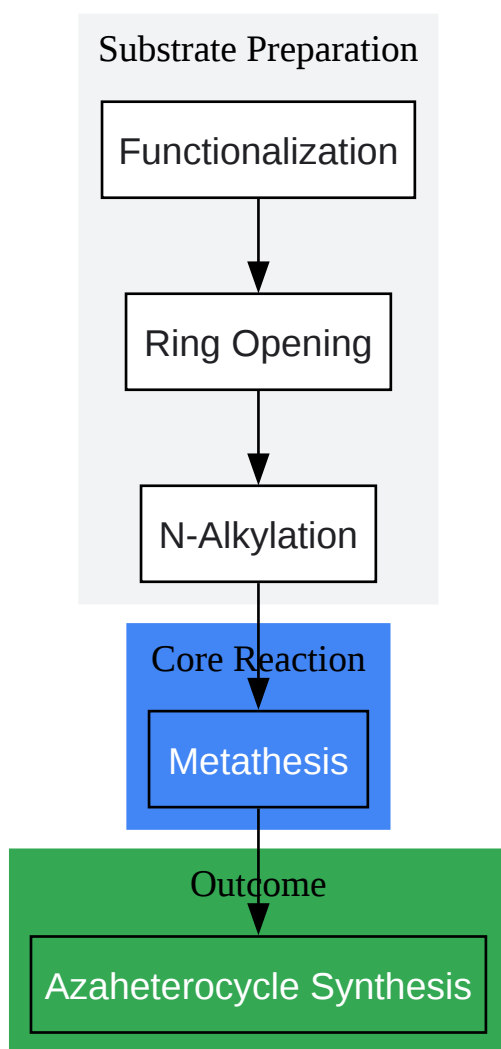 Substrate Preparation
Functionalization
Ring Opening
N-Alkylation
Core Reaction
Metathesis
Outcome
Azaheterocycle Synthesis